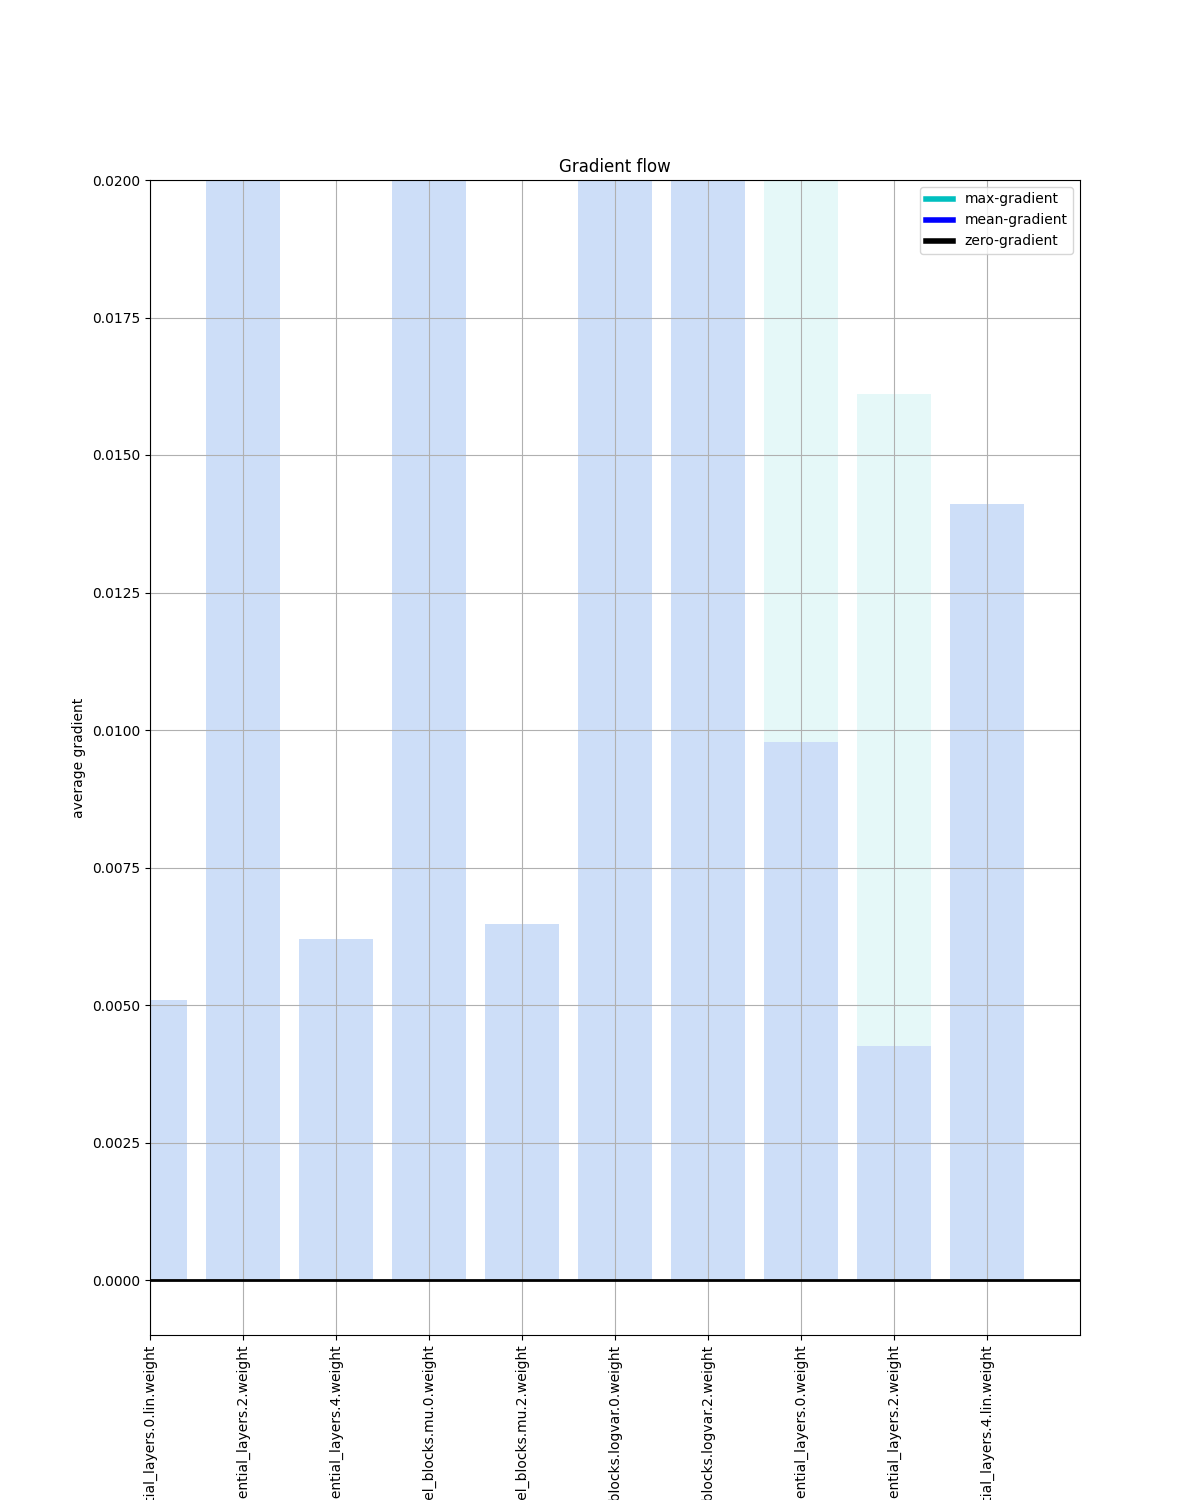 Gradient flow
max-gradient
mean-gradient
zero-gradient
0.0200
0.0175
0.0150
0.0125
0.0100
0.0075
0.0050
0.0025
0.0000
average gradient
tial_layers.0.lin.weight
ential_layers.2.weight
ential_layers.4.weight
el_blocks.mu.0.weight
el_blocks.mu.2.weight
blocks.logvar.0.weight
blocks.logvar.2.weight
ential_layers.0.weight
ential_layers.2.weight
tial_layers.4.lin.weight